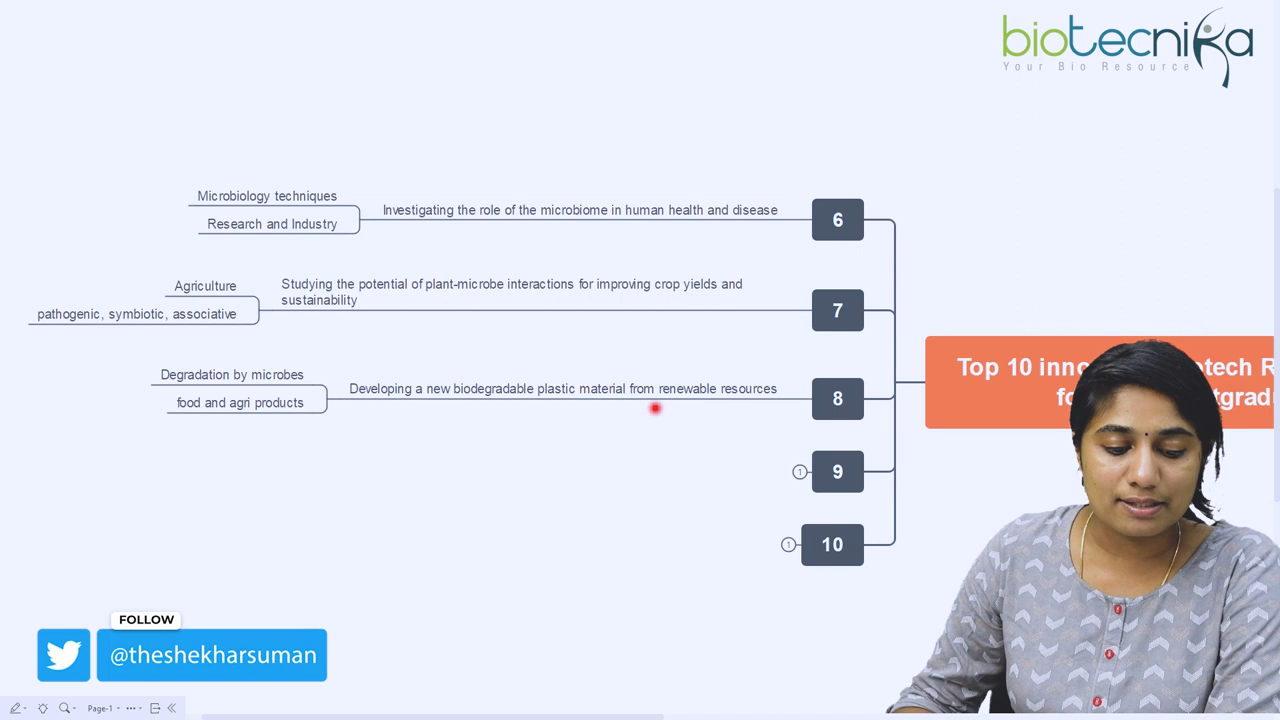 biotecnika
Your Bio Resource
Microbiology techniques
Research and Industry
Investigating the role of the microbiome in human health and disease
6
Agriculture
pathogenic, symbiotic, associative
Studying the potential of plant-microbe interactions for improving crop yields and
sustainability
7
Degradation by microbes
food and agri products
Developing a new biodegradable plastic material from renewable resources
8
Top 10
1
9
1
10
FOLLOW
@theshekharsuman
Page-1